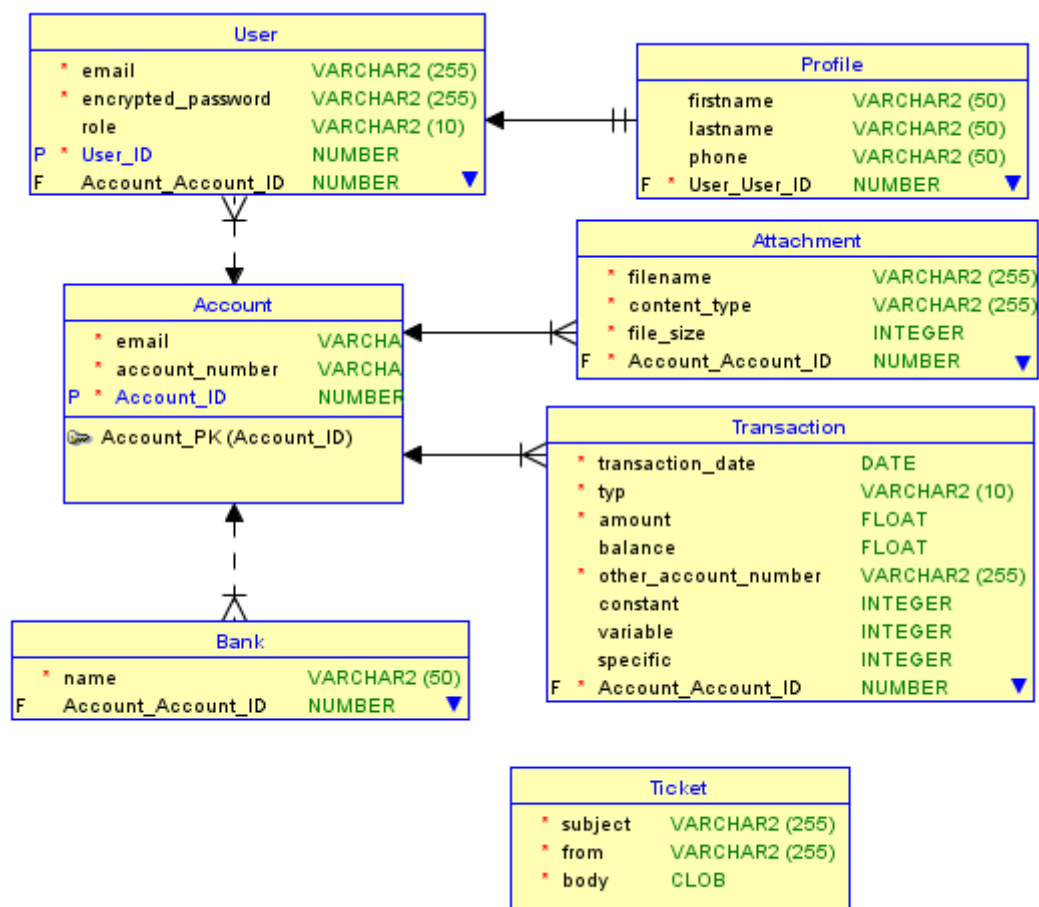 User
* email VARCHAR2 (255)
* encrypted_password VARCHAR2 (255)
role VARCHAR2 (10)
P * User_ID NUMBER
F Account_Account_ID NUMBER
Profile
firstname VARCHAR2 (50)
lastname VARCHAR2 (50)
phone VARCHAR2 (50)
F * User_User_ID NUMBER
Attachment
* filename VARCHAR2 (255)
* content_type VARCHAR2 (255)
* file_size INTEGER
F * Account_Account_ID NUMBER
Account
* email VARCHA
* account_number VARCHA
P * Account_ID NUMBER
Account_PK (Account_ID)
Transaction
* transaction_date DATE
* typ VARCHAR2 (10)
* amount FLOAT
balance FLOAT
* other_account_number VARCHAR2 (255)
constant INTEGER
variable INTEGER
specific INTEGER
F * Account_Account_ID NUMBER
Bank
* name VARCHAR2 (50)
F Account_Account_ID NUMBER
Ticket
* subject VARCHAR2 (255)
* from VARCHAR2 (255)
* body CLOB